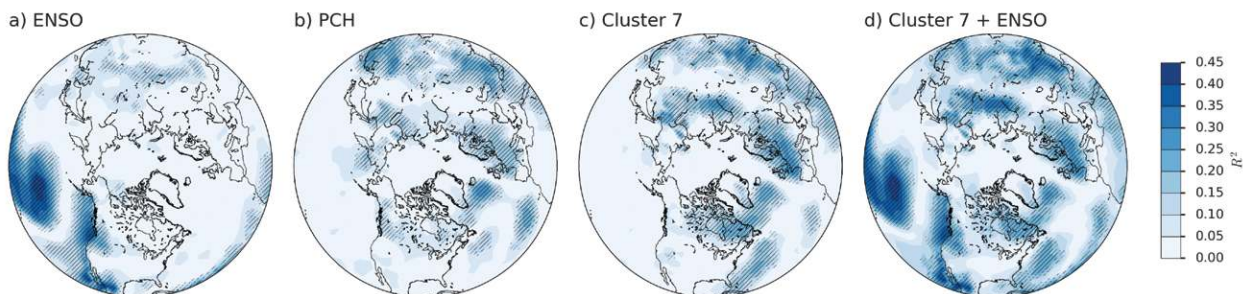 a) ENSO
b) PCH
c) Cluster 7
d) Cluster 7 + ENSO
0.45
0.40
0.35
0.30
0.25
0.20
0.15
0.10
0.05
0.00
R²